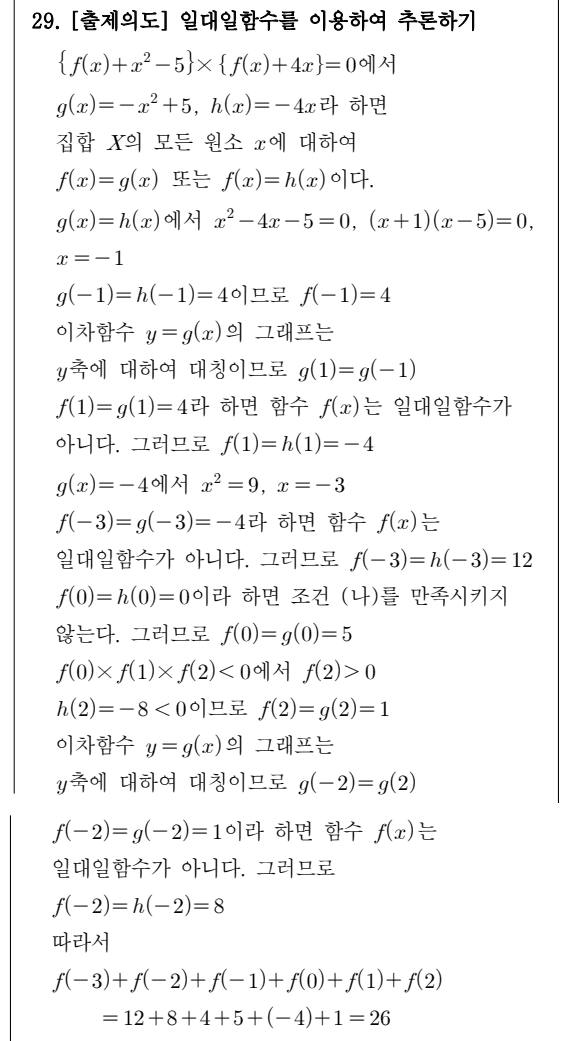 29. [출제의도] 일대일함수를 이용하여 추론하기
{f(x)+x²-5}×{f(x)+4x}=0에서
g(x)=-x²+5, h(x)=-4x라 하면
집합 X의 모든 원소 x에 대하여
f(x)=g(x) 또는 f(x)=h(x)이다.
g(x)=h(x)에서 x²-4x-5=0, (x+1)(x-5)=0,
x=-1
g(-1)=h(-1)=4이므로 f(-1)=4
이차함수 y=g(x)의 그래프는
y축에 대하여 대칭이므로 g(1)=g(-1)
f(1)=g(1)=4라 하면 함수 f(x)는 일대일함수가
아니다. 그러므로 f(1)=h(1)=-4
g(x)=-4에서 x²=9, x=-3
f(-3)=g(-3)=-4라 하면 함수 f(x)는
일대일함수가 아니다. 그러므로 f(-3)=h(-3)=12
f(0)=h(0)=0이라 하면 조건 (나)를 만족시키지
않는다. 그러므로 f(0)=g(0)=5
f(0)×f(1)×f(2)<0에서 f(2)>0
h(2)=-8<0이므로 f(2)=g(2)=1
이차함수 y=g(x)의 그래프는
y축에 대하여 대칭이므로 g(-2)=g(2)
f(-2)=g(-2)=1이라 하면 함수 f(x)는
일대일함수가 아니다. 그러므로
f(-2)=h(-2)=8
따라서
f(-3)+f(-2)+f(-1)+f(0)+f(1)+f(2)
=12+8+4+5+(-4)+1=26